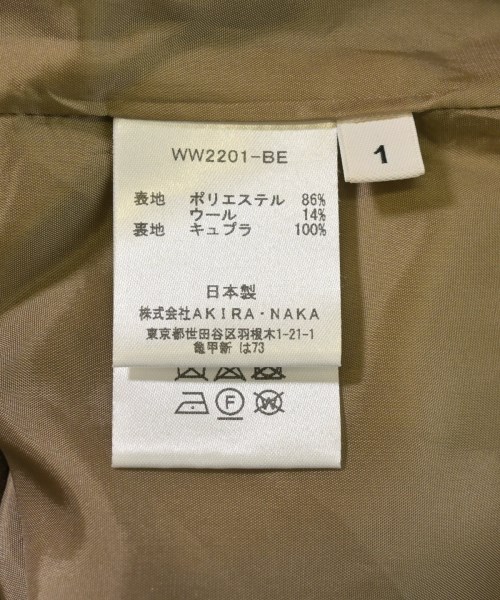 WW2201-BE
1
表地 ポリエステル 86%
ウール 14%
裏地 キュプラ 100%
日本製
株式会社AKIRA・NAKA
東京都世田谷区羽根木1-21-1
亀甲新 は73
F W